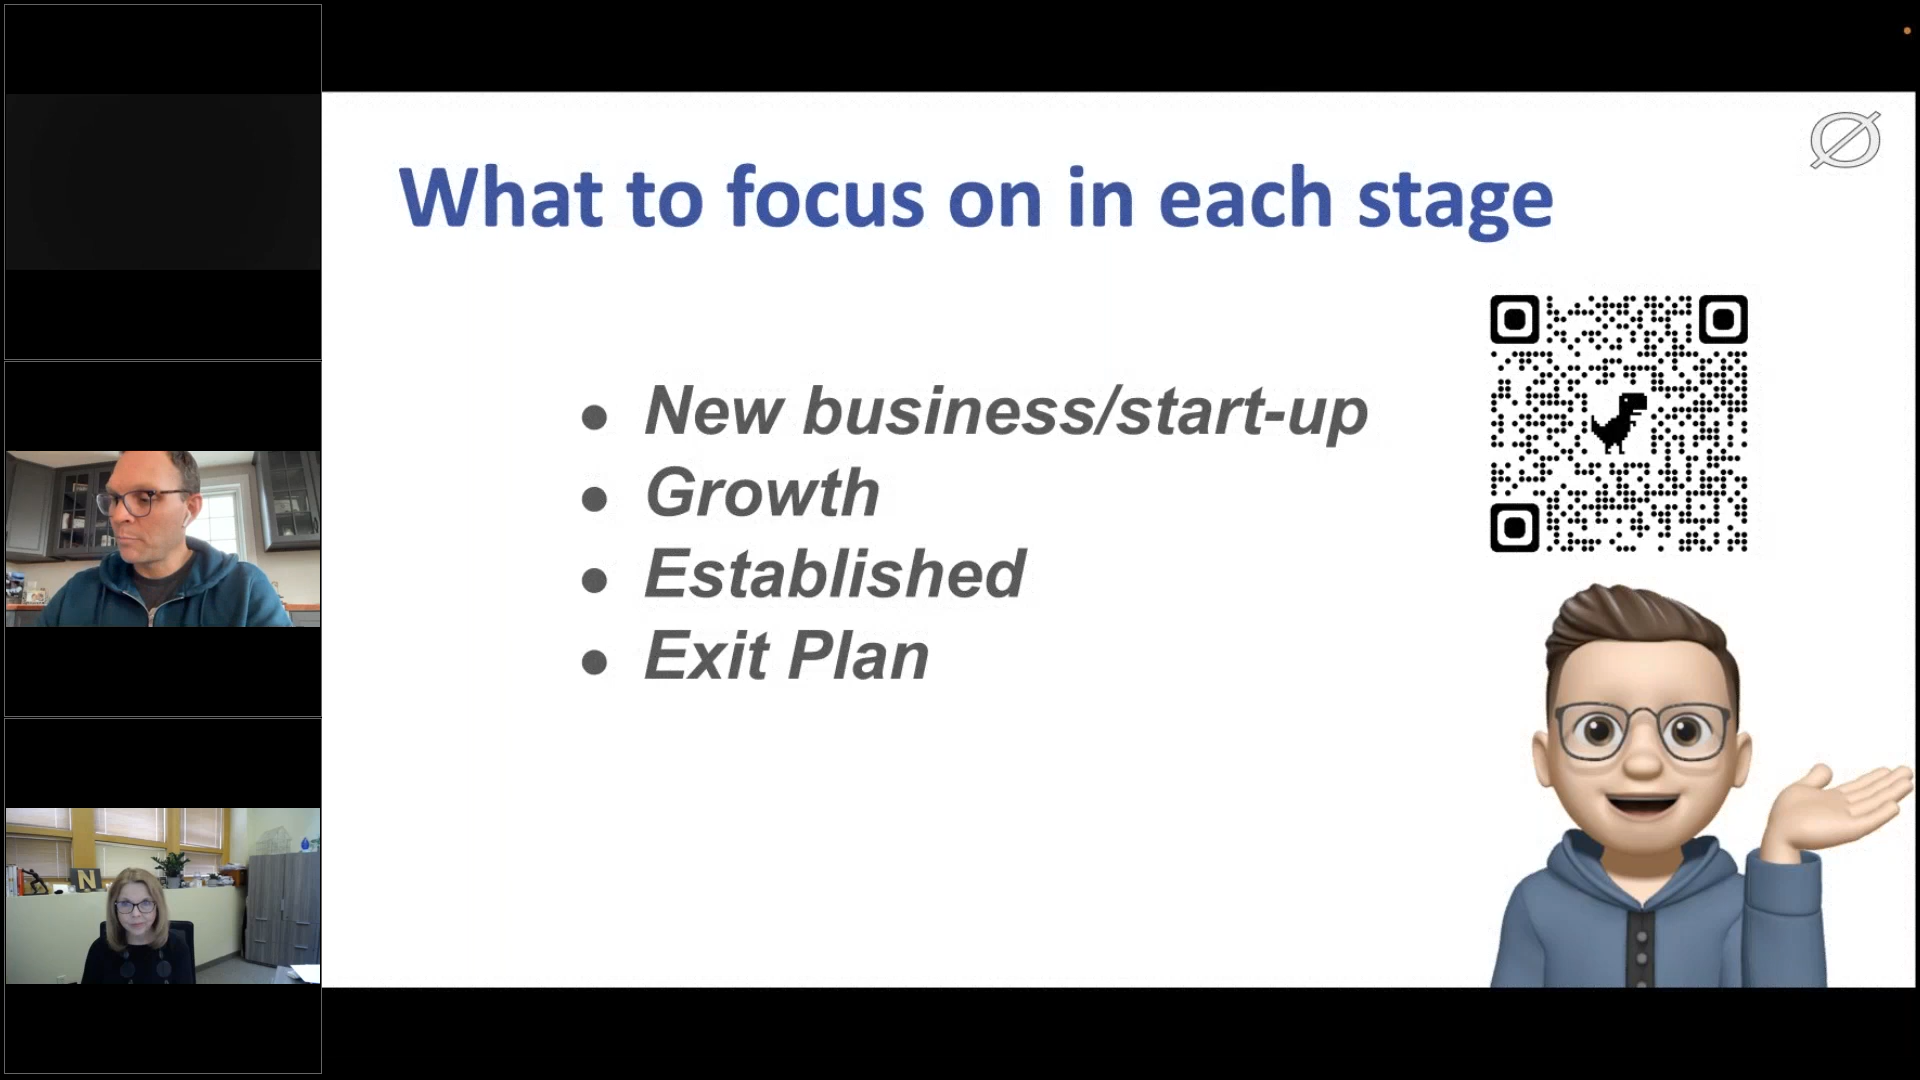 What to focus on in each stage
● New business/start-up
● Growth
● Established
● Exit Plan
N